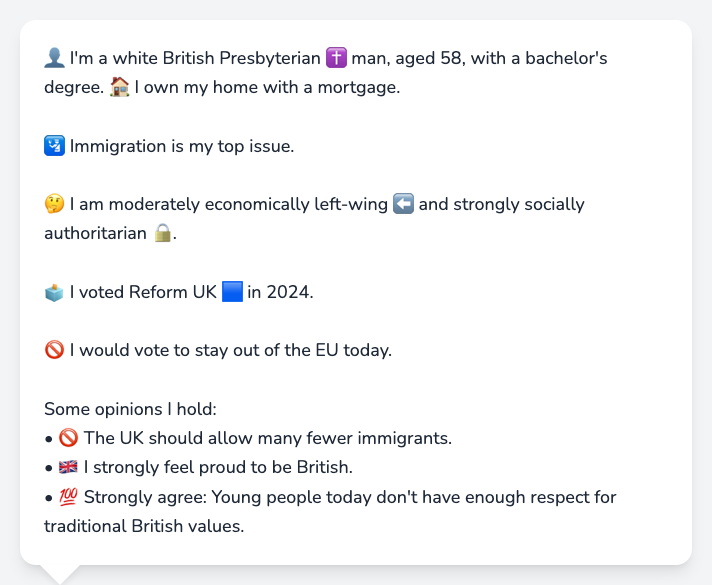 👤 I'm a white British Presbyterian ✝️ man, aged 58, with a bachelor's
degree. 🏠 I own my home with a mortgage.
🛂 Immigration is my top issue.
🤔 I am moderately economically left-wing ⬅️ and strongly socially
authoritarian 🔒.
🗳️ I voted Reform UK 🟦 in 2024.
🚫 I would vote to stay out of the EU today.
Some opinions I hold:
• 🚫 The UK should allow many fewer immigrants.
• 🇬🇧 I strongly feel proud to be British.
• 💯 Strongly agree: Young people today don't have enough respect for
traditional British values.